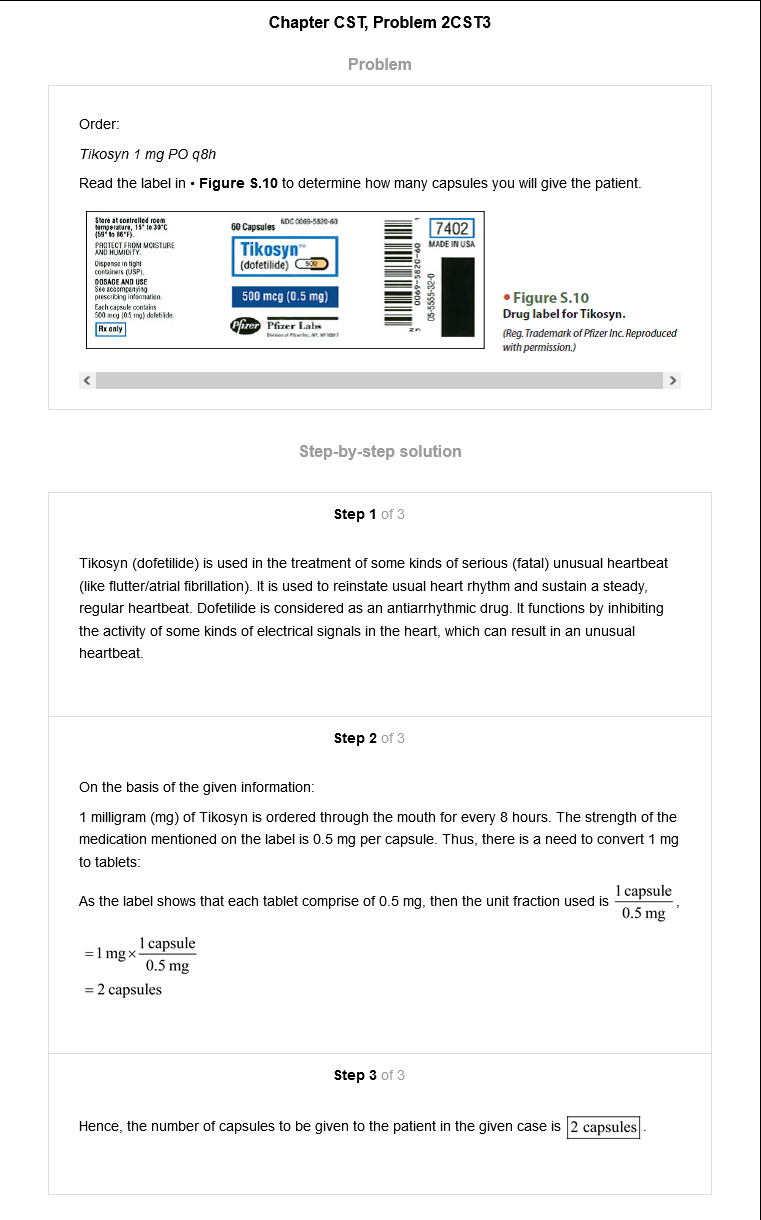 Chapter CST, Problem 2CST3
Problem
Order:
Tikosyn 1 mg PO q8h
Read the label in • Figure S.10 to determine how many capsules you will give the patient.
Store at controlled room
temperature, 15° to 30°C
(59° to 86°F).
PROTECT FROM MOISTURE
AND HUMIDITY.
Dispense in tight
containers (USP).
DOSAGE AND USE
See accompanying
prescribing information.
Each capsule contains
500 mcg (0.5 mg) dofetilide.
Rx only
60 Capsules NDC 0069-5820-60
Tikosyn™
(dofetilide) 500
500 mcg (0.5 mg)
Pfizer Pfizer Labs
Division of Pfizer Inc, NY, NY 10017
0069-5820-60
1
N3
05-5555-32-0
7402
MADE IN USA
• Figure S.10
Drug label for Tikosyn.
(Reg. Trademark of Pfizer Inc. Reproduced
with permission.)
Step-by-step solution
Step 1 of 3
Tikosyn (dofetilide) is used in the treatment of some kinds of serious (fatal) unusual heartbeat
(like flutter/atrial fibrillation). It is used to reinstate usual heart rhythm and sustain a steady,
regular heartbeat. Dofetilide is considered as an antiarrhythmic drug. It functions by inhibiting
the activity of some kinds of electrical signals in the heart, which can result in an unusual
heartbeat.
Step 2 of 3
On the basis of the given information:
1 milligram (mg) of Tikosyn is ordered through the mouth for every 8 hours. The strength of the
medication mentioned on the label is 0.5 mg per capsule. Thus, there is a need to convert 1 mg
to tablets:
As the label shows that each tablet comprise of 0.5 mg, then the unit fraction used is 1 capsule / 0.5 mg ,
= 1 mg × 1 capsule / 0.5 mg
= 2 capsules
Step 3 of 3
Hence, the number of capsules to be given to the patient in the given case is 2 capsules .